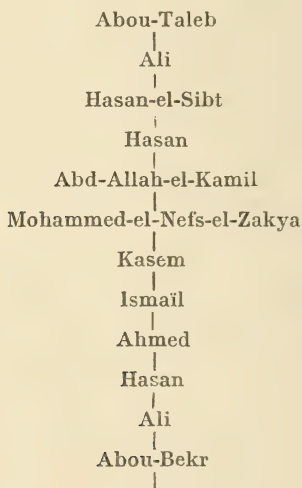 Abou-Taleb
Ali
Hasan-el-Sibt
Hasan
Abd-Allah-el-Kamil
Mohammed-el-Nefs-el-Zakya
Kasem
Ismaïl
Ahmed
Hasan
Ali
Abou-Bekr